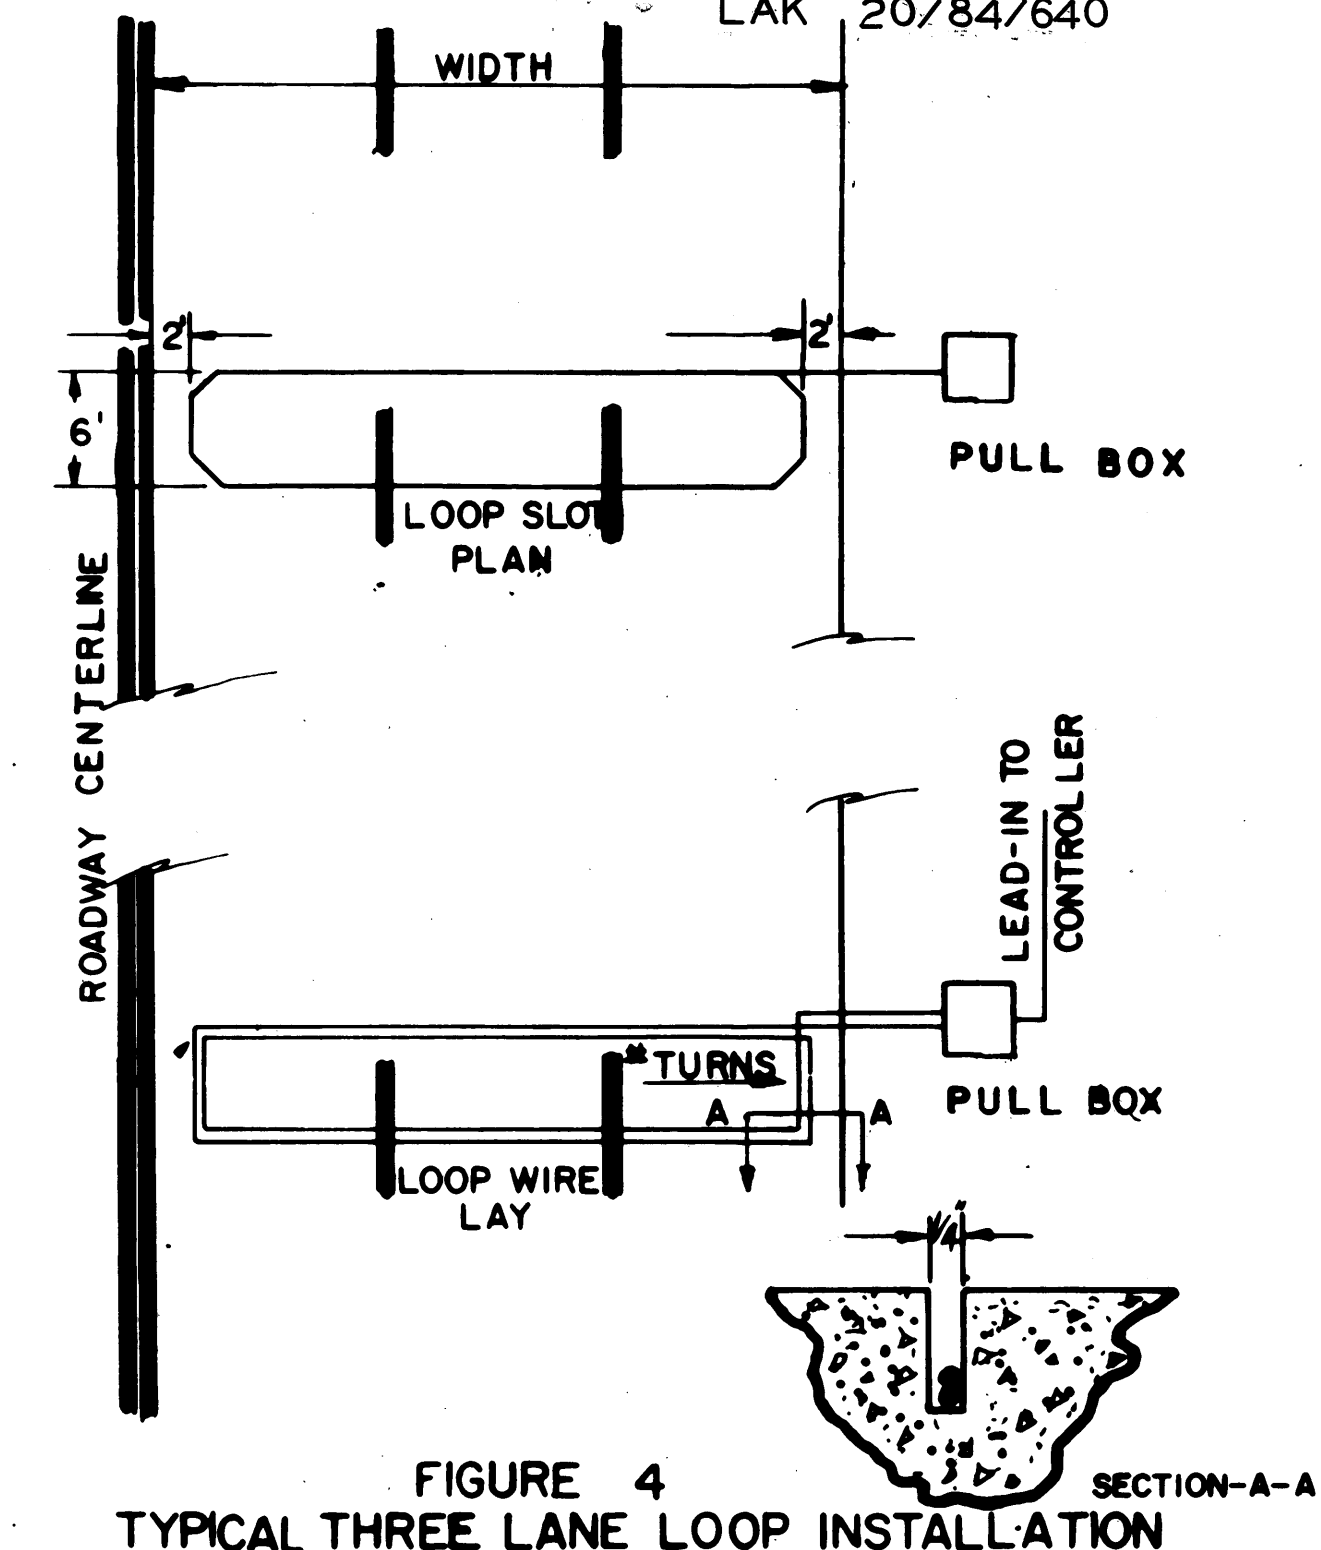 LAK 20/84/640
WIDTH
2' 2'
6'
PULL BOX
LOOP SLOT
PLAN
ROADWAY CENTERLINE
LEAD-IN TO
CONTROLLER
TURNS
A A
PULL BOX
LOOP WIRE
LAY
1/4"
SECTION-A-A
FIGURE 4
TYPICAL THREE LANE LOOP INSTALLATION